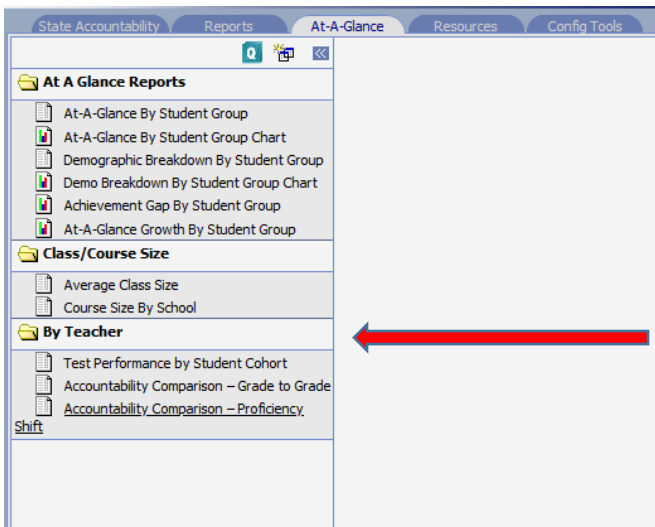 State Accountability Reports At-A-Glance Resources Config Tools
Q
At A Glance Reports
At-A-Glance By Student Group
At-A-Glance By Student Group Chart
Demographic Breakdown By Student Group
Demo Breakdown By Student Group Chart
Achievement Gap By Student Group
At-A-Glance Growth By Student Group
Class/Course Size
Average Class Size
Course Size By School
By Teacher
Test Performance by Student Cohort
Accountability Comparison – Grade to Grade
Accountability Comparison – Proficiency
Shift